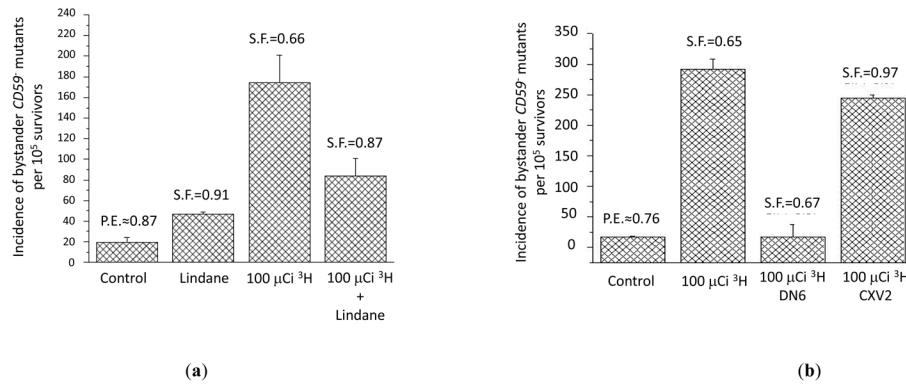 Incidence of bystander CD59- mutants
per 10⁵ survivors
240
220
200
180
160
140
120
100
80
60
40
20
0
P.E.≈0.87
S.F.=0.91
S.F.=0.66
S.F.=0.87
Control
Lindane
100 μCi ³H
100 μCi ³H
+
Lindane
(a)
Incidence of bystander CD59- mutants
per 10⁵ survivors
350
300
250
200
150
300
50
0
P.E.≈0.76
S.F.=0.65
S.F.=0.67
S.F.=0.97
Control
100 μCi ³H
100 μCi ³H
DN6
100 μCi ³H
CXV2
(b)